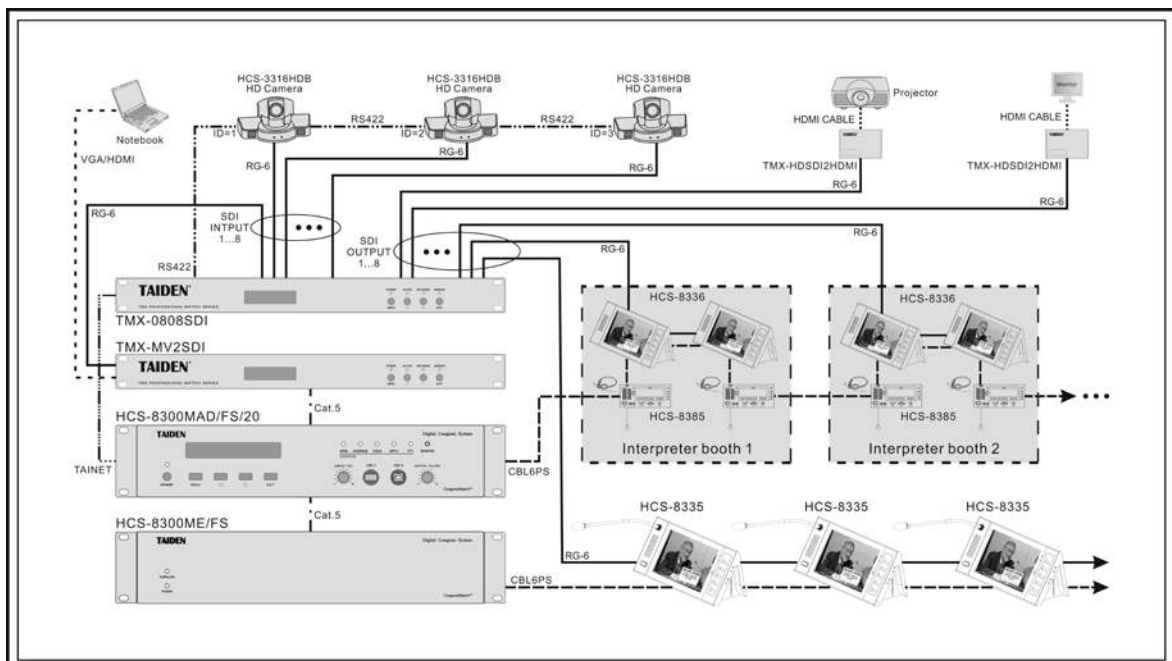 HCS-3316HDB
HD Camera
HCS-3316HDB
HD Camera
HCS-3316HDB
HD Camera
Projector
Monitor
Notebook
RS422
RS422
ID=1
ID=2
ID=3
HDMI CABLE
HDMI CABLE
TAIDEN
TAIDEN
VGA/HDMI
RG-6
RG-6
RG-6
TMX-HDSDI2HDMI
TMX-HDSDI2HDMI
RG-6
RG-6
RG-6
SDI
INTPUT
1...8
SDI
OUTPUT
1...8
RG-6
RG-6
RS422
TAIDEN
TMX-0808SDI
HCS-8336
HCS-8336
TMX-MV2SDI
TAIDEN
Cat.5
HCS-8385
HCS-8385
HCS-8300MAD/FS/20
TAIDEN
Digital Congress System
Interpreter booth 1
Interpreter booth 2
TAINET
CBL6PS
CongressMatrix™
Cat.5
HCS-8300ME/FS
TAIDEN
Digital Congress System
HCS-8335
HCS-8335
HCS-8335
RG-6
CBL6PS
CongressMatrix™